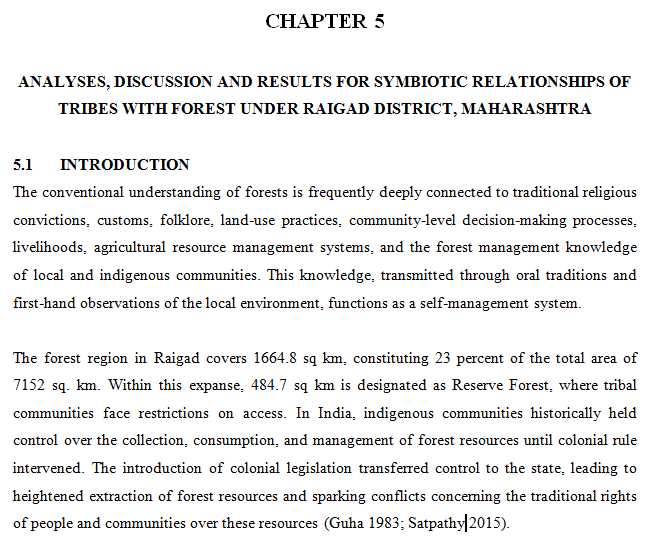 CHAPTER 5
ANALYSES, DISCUSSION AND RESULTS FOR SYMBIOTIC RELATIONSHIPS OF
TRIBES WITH FOREST UNDER RAIGAD DISTRICT, MAHARASHTRA
5.1 INTRODUCTION
The conventional understanding of forests is frequently deeply connected to traditional religious
convictions, customs, folklore, land-use practices, community-level decision-making processes,
livelihoods, agricultural resource management systems, and the forest management knowledge
of local and indigenous communities. This knowledge, transmitted through oral traditions and
first-hand observations of the local environment, functions as a self-management system.
The forest region in Raigad covers 1664.8 sq km, constituting 23 percent of the total area of
7152 sq. km. Within this expanse, 484.7 sq km is designated as Reserve Forest, where tribal
communities face restrictions on access. In India, indigenous communities historically held
control over the collection, consumption, and management of forest resources until colonial rule
intervened. The introduction of colonial legislation transferred control to the state, leading to
heightened extraction of forest resources and sparking conflicts concerning the traditional rights
of people and communities over these resources (Guha 1983; Satpathy 2015).